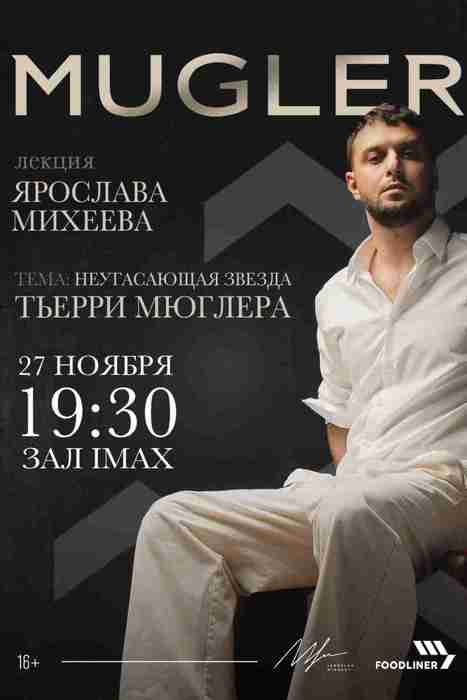 MUGLER
ЛЕКЦИЯ
ЯРОСЛАВА
МИХЕЕВА
ТЕМА: НЕУГАСАЮЩАЯ ЗВЕЗДА
ТЬЕРРИ МЮГЛЕРА
27 НОЯБРЯ
19:30
ЗАЛ IMAX
16+
FOODLINER